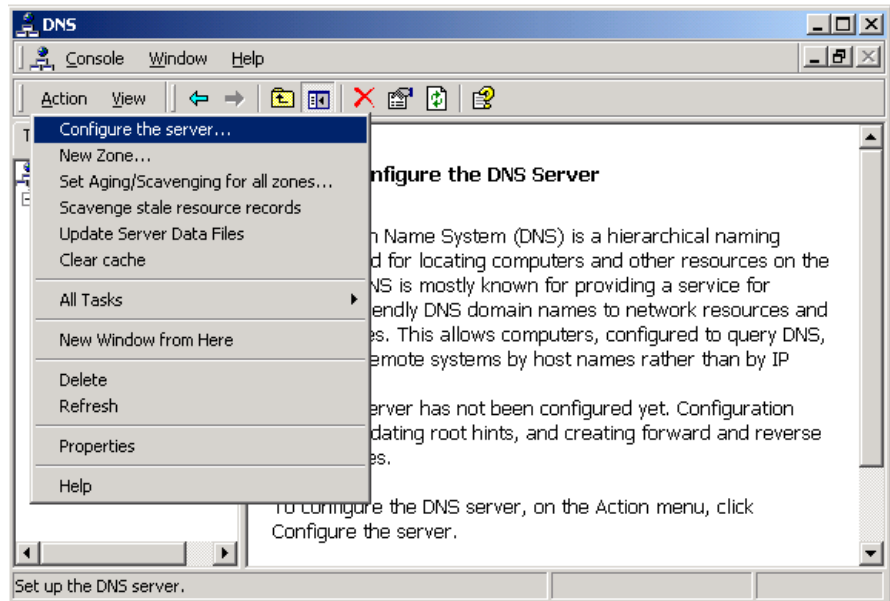 DNS
Console Window Help
Action View
T
Configure the server...
New Zone...
Set Aging/Scavenging for all zones...
Scavenge stale resource records
Update Server Data Files
Clear cache
All Tasks
New Window from Here
Delete
Refresh
Properties
Help
nfigure the DNS Server
n Name System (DNS) is a hierarchical naming
d for locating computers and other resources on the
NS is mostly known for providing a service for
endly DNS domain names to network resources and
es. This allows computers, configured to query DNS,
emote systems by host names rather than by IP
erver has not been configured yet. Configuration
dating root hints, and creating forward and reverse
es.
To configure the DNS server, on the Action menu, click
Configure the server.
Set up the DNS server.